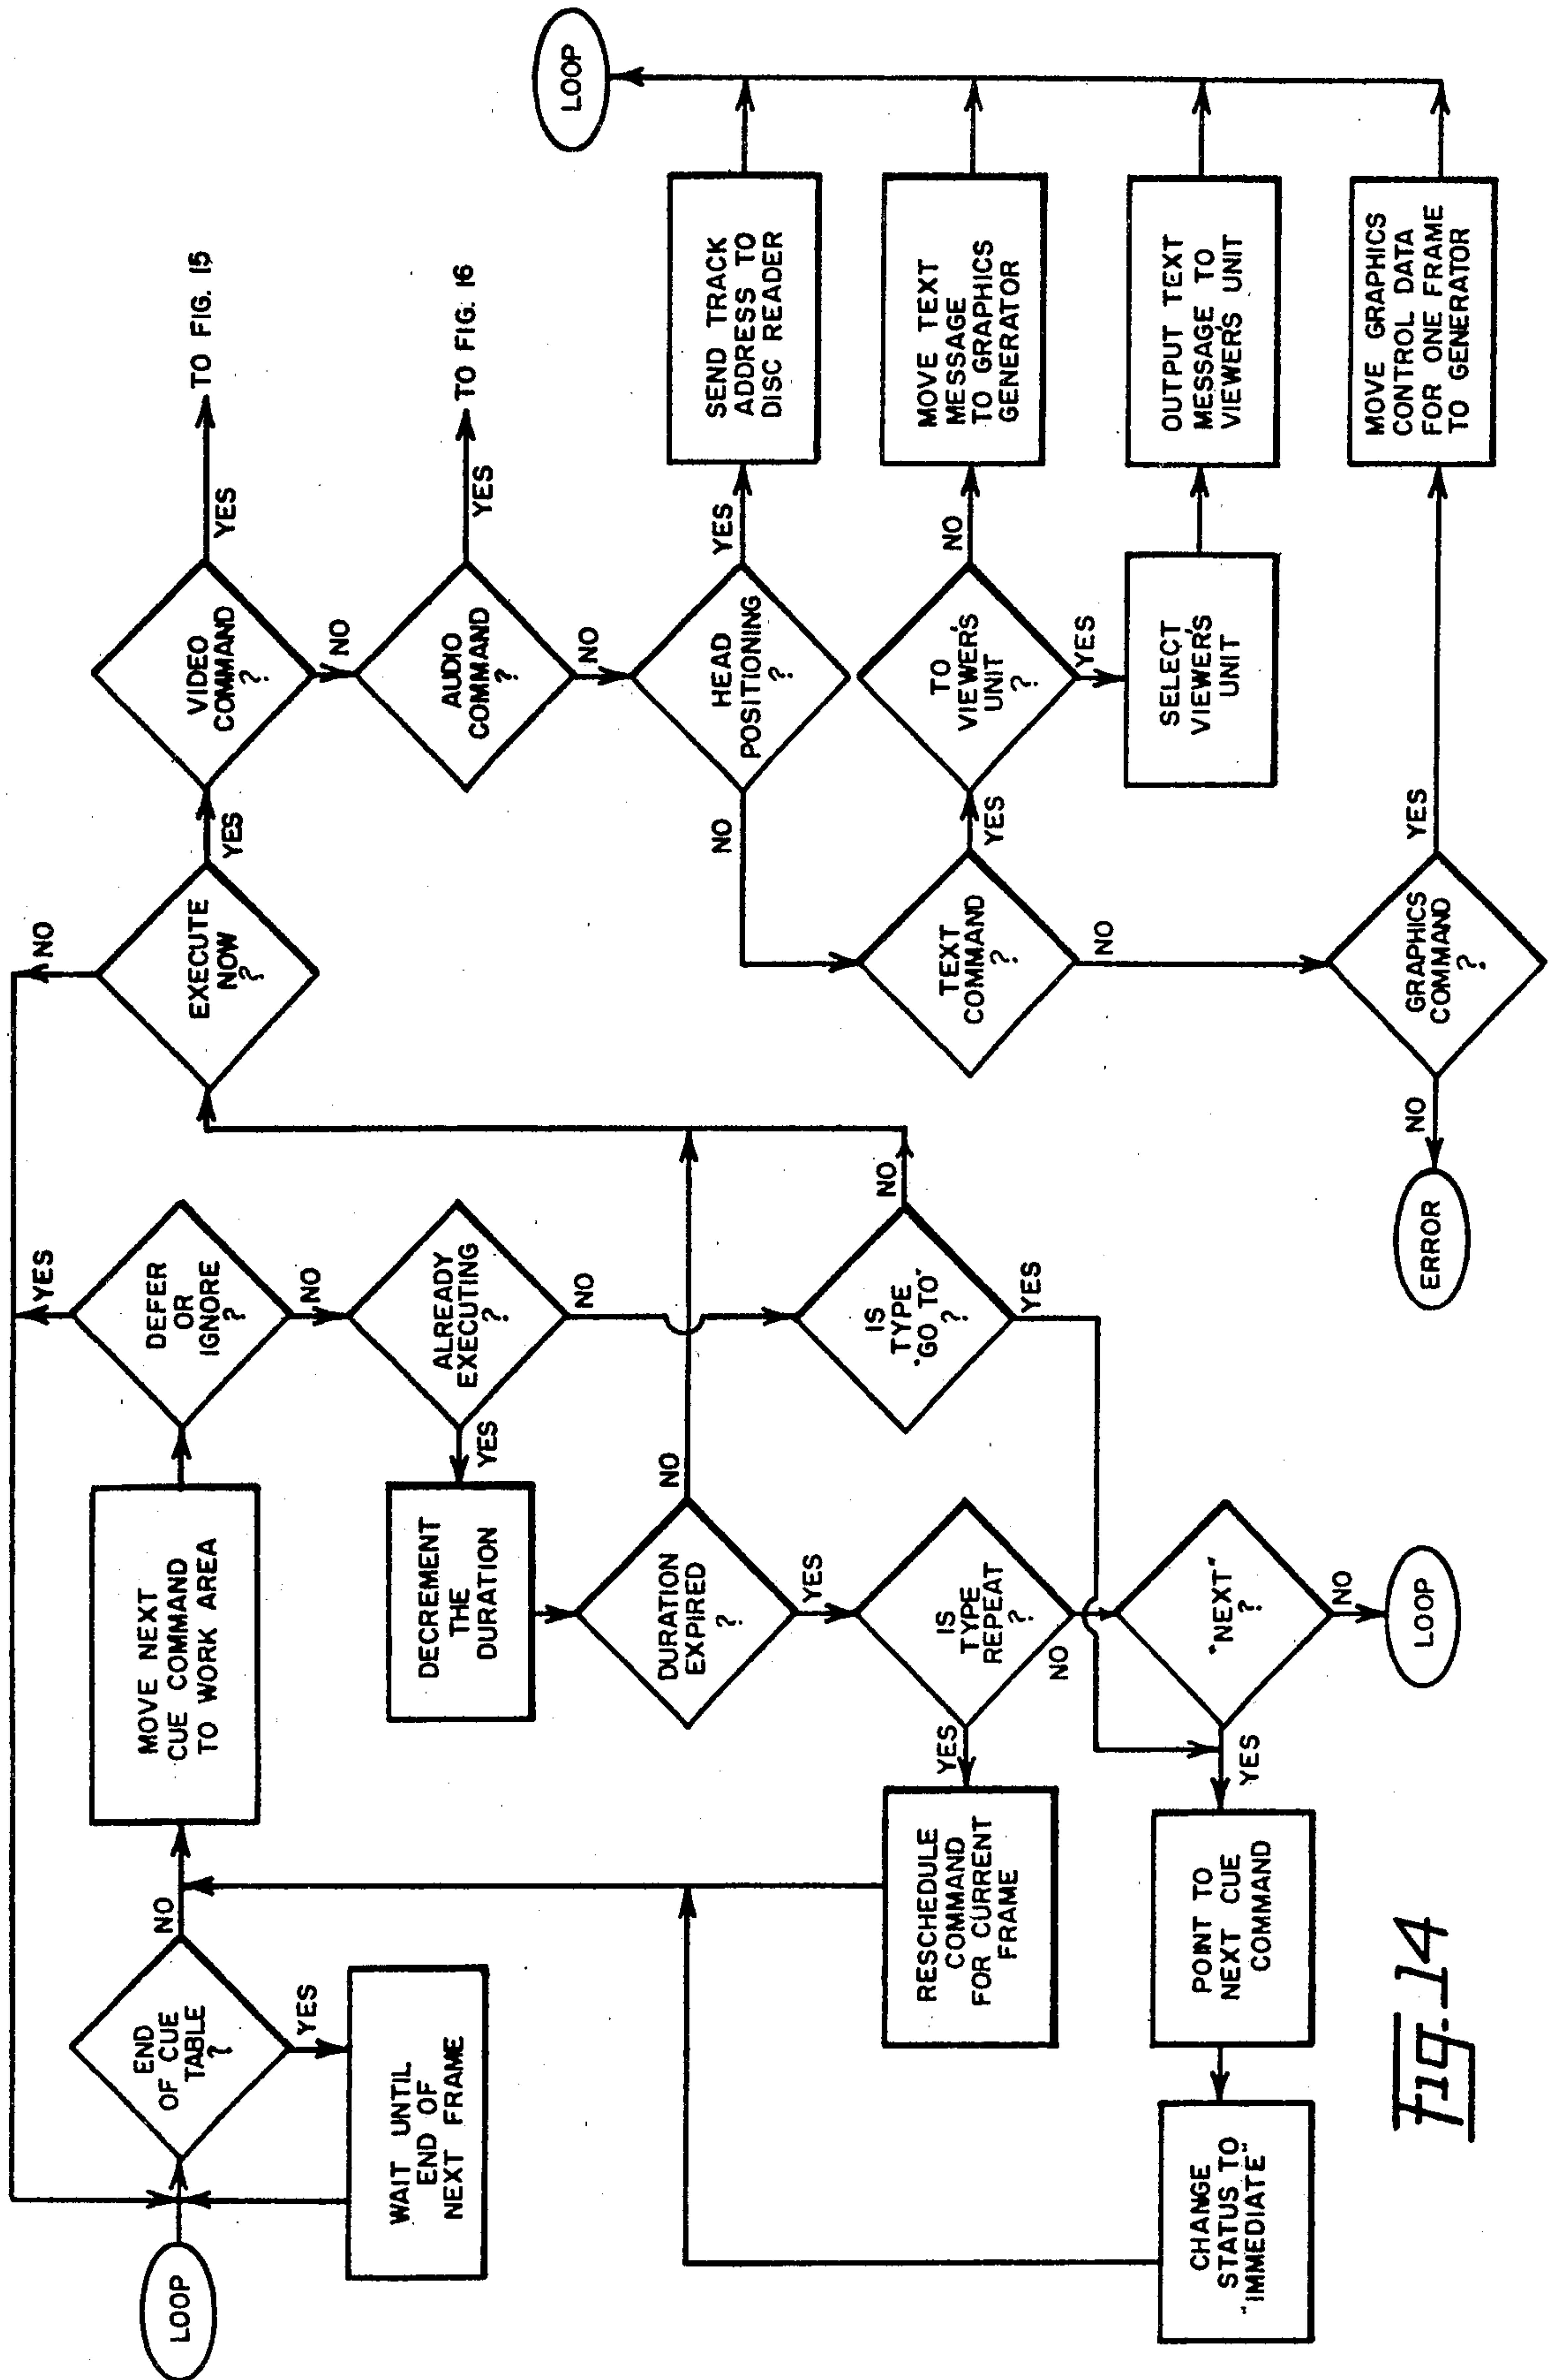 LOOP
END
OF CUE
TABLE
?
NO
YES
WAIT UNTIL
END OF
NEXT FRAME
MOVE NEXT
CUE COMMAND
TO WORK AREA
DEFER
OR
IGNORE
?
YES
NO
ALREADY
EXECUTING
?
YES
NO
DECREMENT
THE
DURATION
DURATION
EXPIRED
?
NO
YES
IS
TYPE
REPEAT
?
YES
NO
RESCHEDULE
COMMAND
FOR CURRENT
FRAME
IS
TYPE
"GO TO"
?
NO
YES
"NEXT"
?
YES
NO
LOOP
POINT TO
NEXT CUE
COMMAND
CHANGE
STATUS TO
"IMMEDIATE"
EXECUTE
NOW
?
NO
YES
VIDEO
COMMAND
?
YES
TO FIG. 15
NO
AUDIO
COMMAND
?
YES
TO FIG. 16
NO
HEAD
POSITIONING
?
YES
NO
SEND TRACK
ADDRESS TO
DISC READER
LOOP
TEXT
COMMAND
?
YES
NO
TO
VIEWER'S
UNIT
?
NO
YES
MOVE TEXT
MESSAGE
TO GRAPHICS
GENERATOR
SELECT
VIEWER'S
UNIT
OUTPUT TEXT
MESSAGE TO
VIEWER'S UNIT
GRAPHICS
COMMAND
?
YES
NO
ERROR
MOVE GRAPHICS
CONTROL DATA
FOR ONE FRAME
TO GENERATOR
Fig. 14